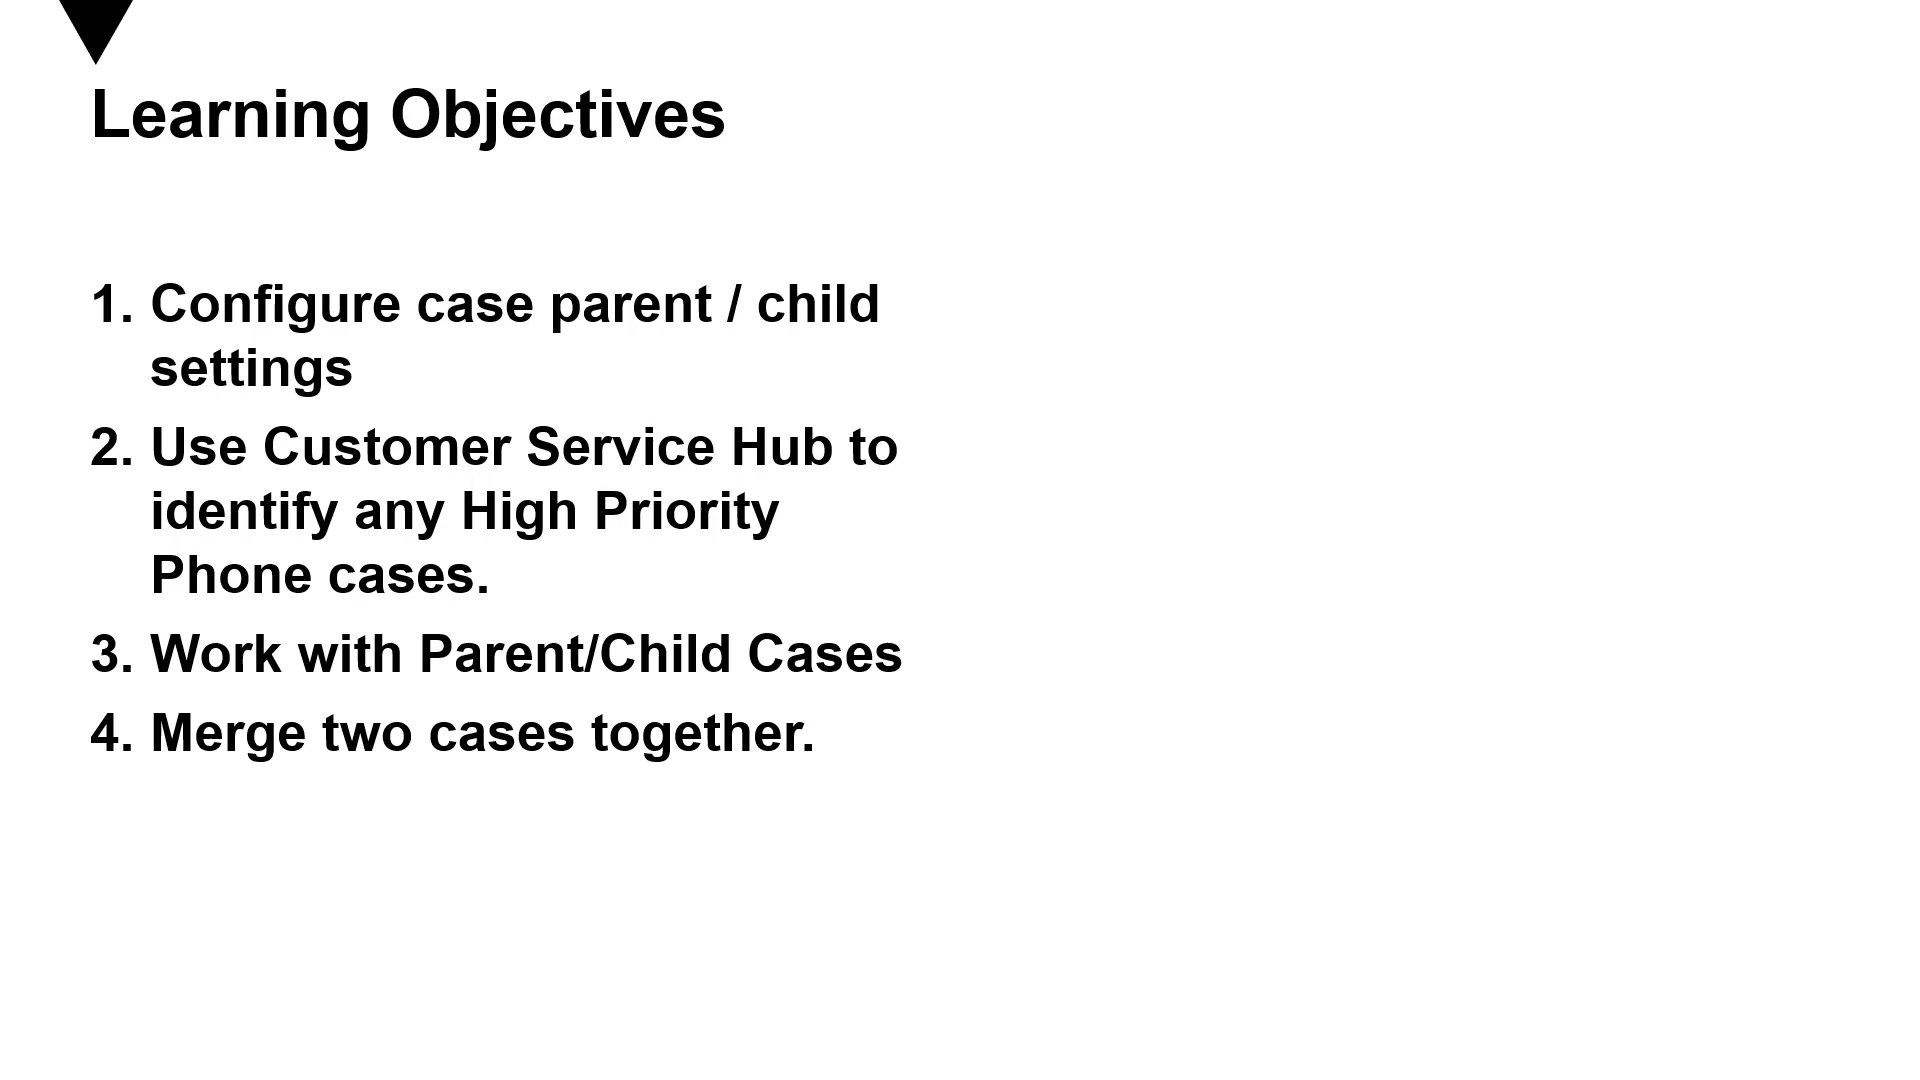 Learning Objectives
1. Configure case parent / child
settings
2. Use Customer Service Hub to
identify any High Priority
Phone cases.
3. Work with Parent/Child Cases
4. Merge two cases together.